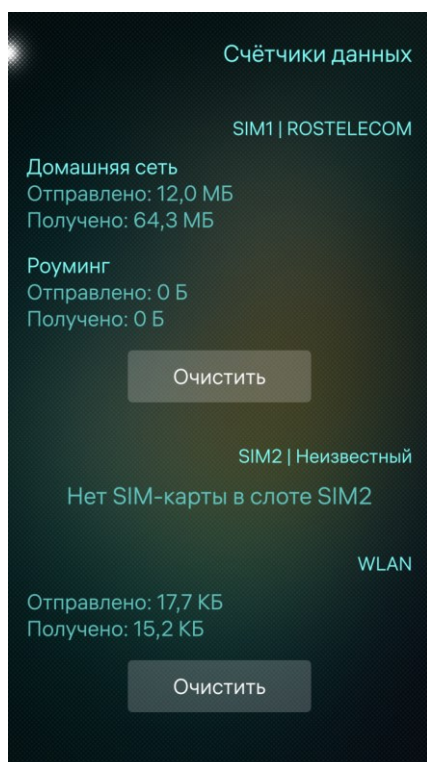 Счётчики данных
SIM1 | ROSTELECOM
Домашняя сеть
Отправлено: 12,0 МБ
Получено: 64,3 МБ
Роуминг
Отправлено: 0 Б
Получено: 0 Б
Очистить
SIM2 | Неизвестный
Нет SIM-карты в слоте SIM2
WLAN
Отправлено: 17,7 КБ
Получено: 15,2 КБ
Очистить